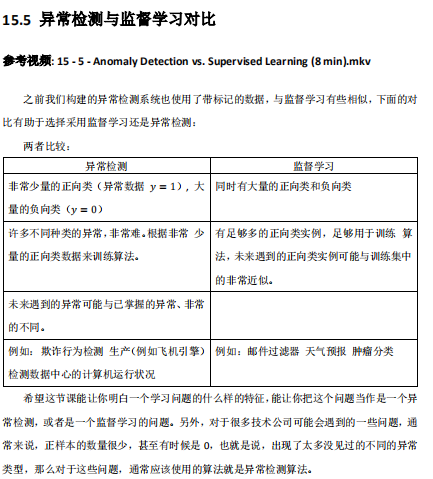 15.5 异常检测与监督学习对比
参考视频: 15 - 5 - Anomaly Detection vs. Supervised Learning (8 min).mkv
之前我们构建的异常检测系统也使用了带标记的数据，与监督学习有些相似，下面的对
比有助于选择采用监督学习还是异常检测：
两者比较：
异常检测 监督学习
非常少量的正向类（异常数据 y = 1）, 大
量的负向类（y = 0）
同时有大量的正向类和负向类
许多不同种类的异常，非常难。根据非常 少
量的正向类数据来训练算法。
有足够多的正向类实例，足够用于训练 算
法，未来遇到的正向类实例可能与训练集中
的非常近似。
未来遇到的异常可能与已掌握的异常、非常
的不同。
例如： 欺诈行为检测 生产（例如飞机引擎）
检测数据中心的计算机运行状况
例如：邮件过滤器 天气预报 肿瘤分类
希望这节课能让你明白一个学习问题的什么样的特征，能让你把这个问题当作是一个异
常检测，或者是一个监督学习的问题。另外，对于很多技术公司可能会遇到的一些问题，通
常来说，正样本的数量很少，甚至有时候是 0，也就是说，出现了太多没见过的不同的异常
类型，那么对于这些问题，通常应该使用的算法就是异常检测算法。